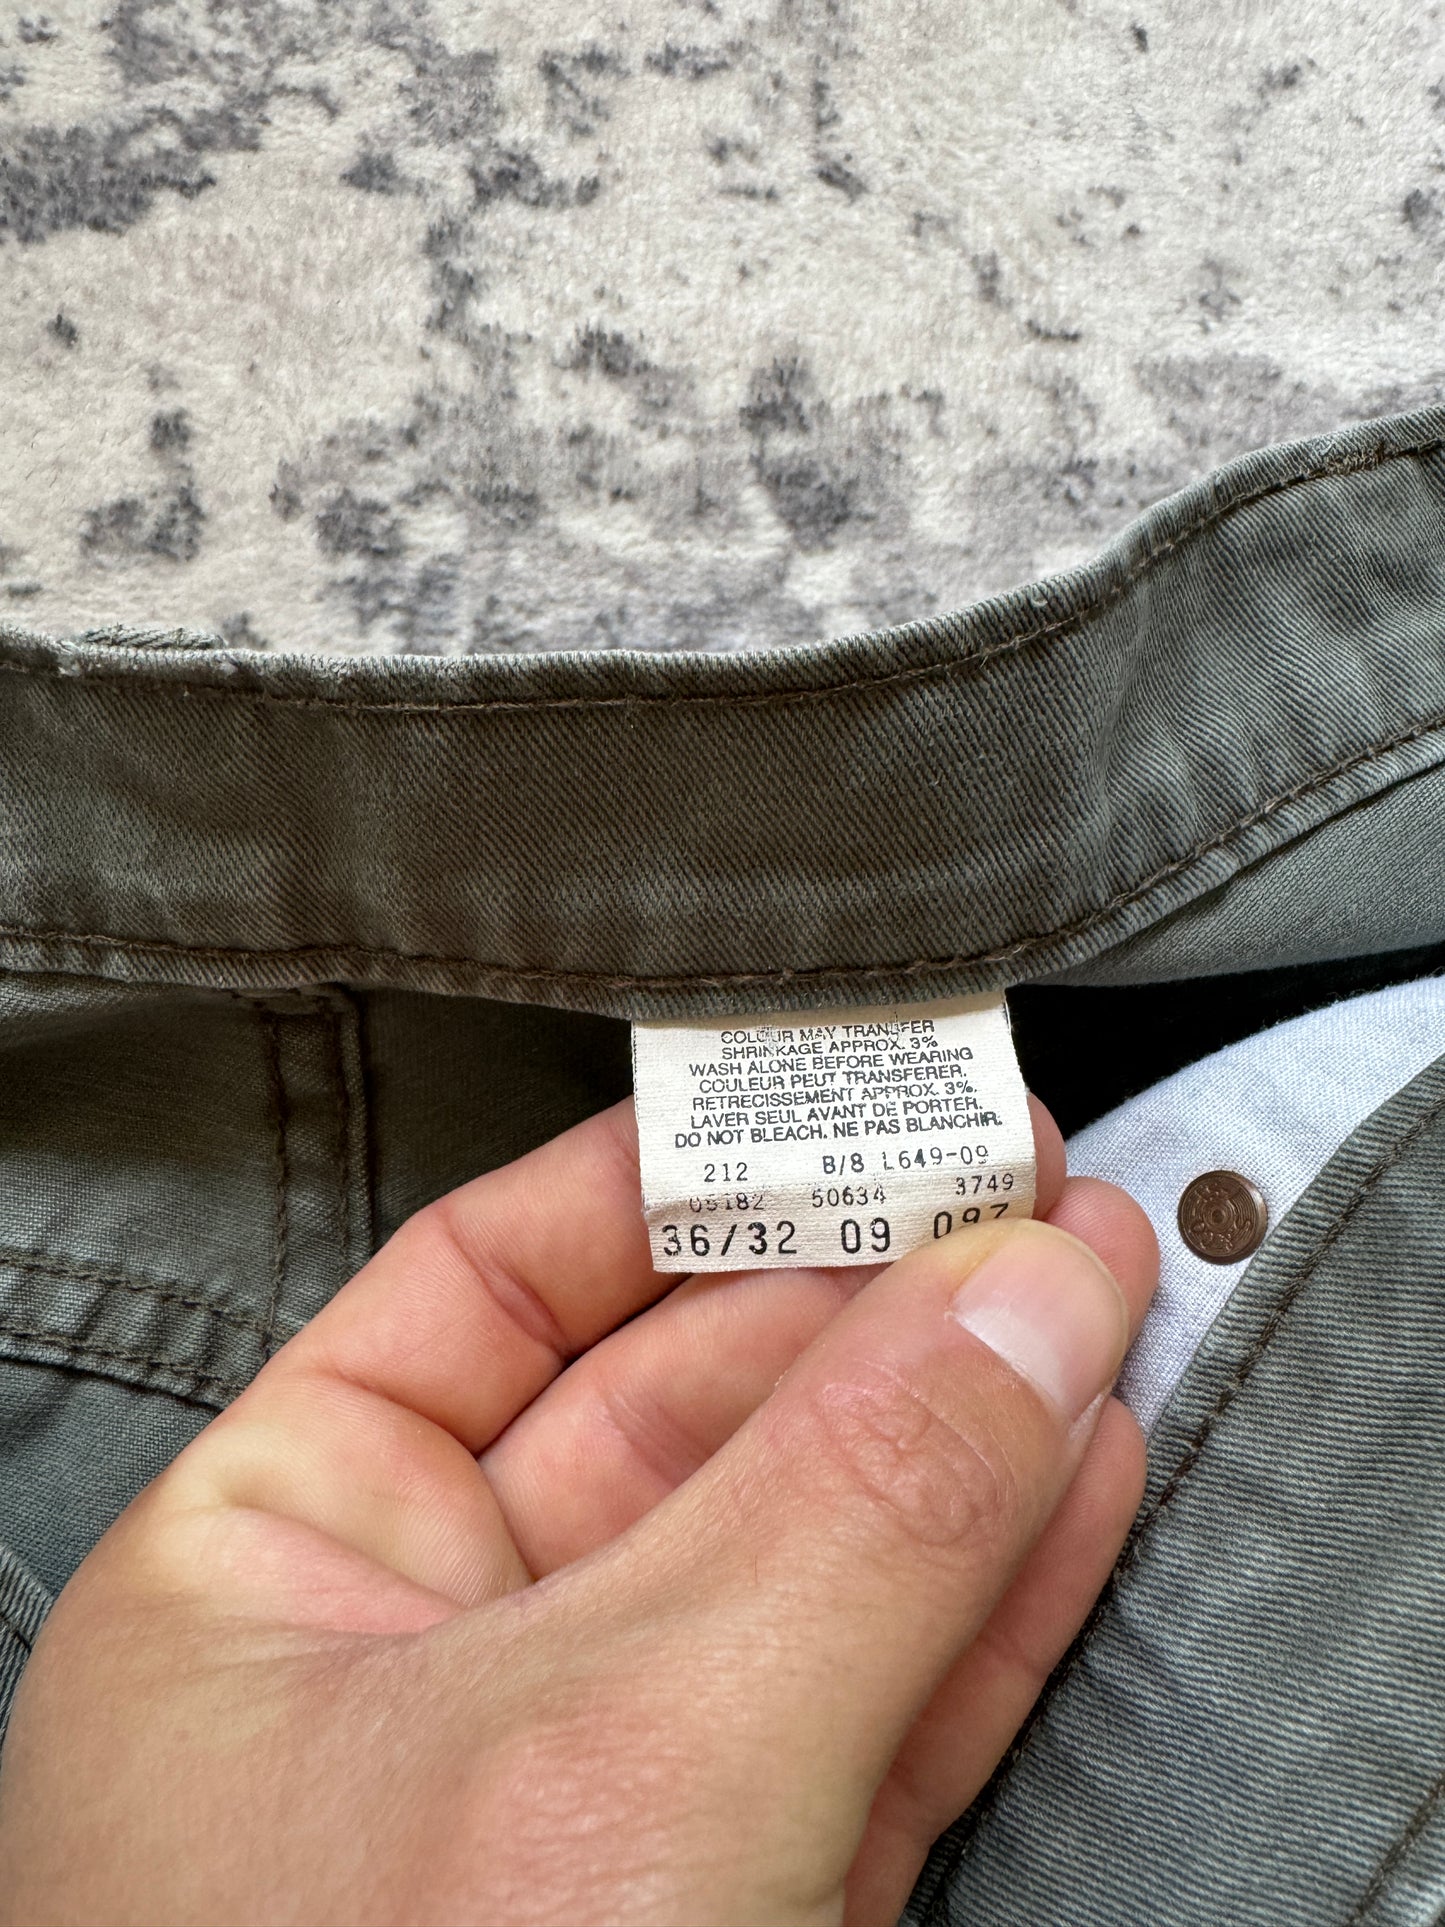 COLOUR MAY TRANSFER
SHRINKAGE APPROX. 3%
WASH ALONE BEFORE WEARING
COULEUR PEUT TRANSFERER.
RETRECISSEMENT APPROX. 3%.
LAVER SEUL AVANT DE PORTER.
DO NOT BLEACH. NE PAS BLANCHIR.
212 B/8 L649-09
05182 50634 3749
36/32 09 097